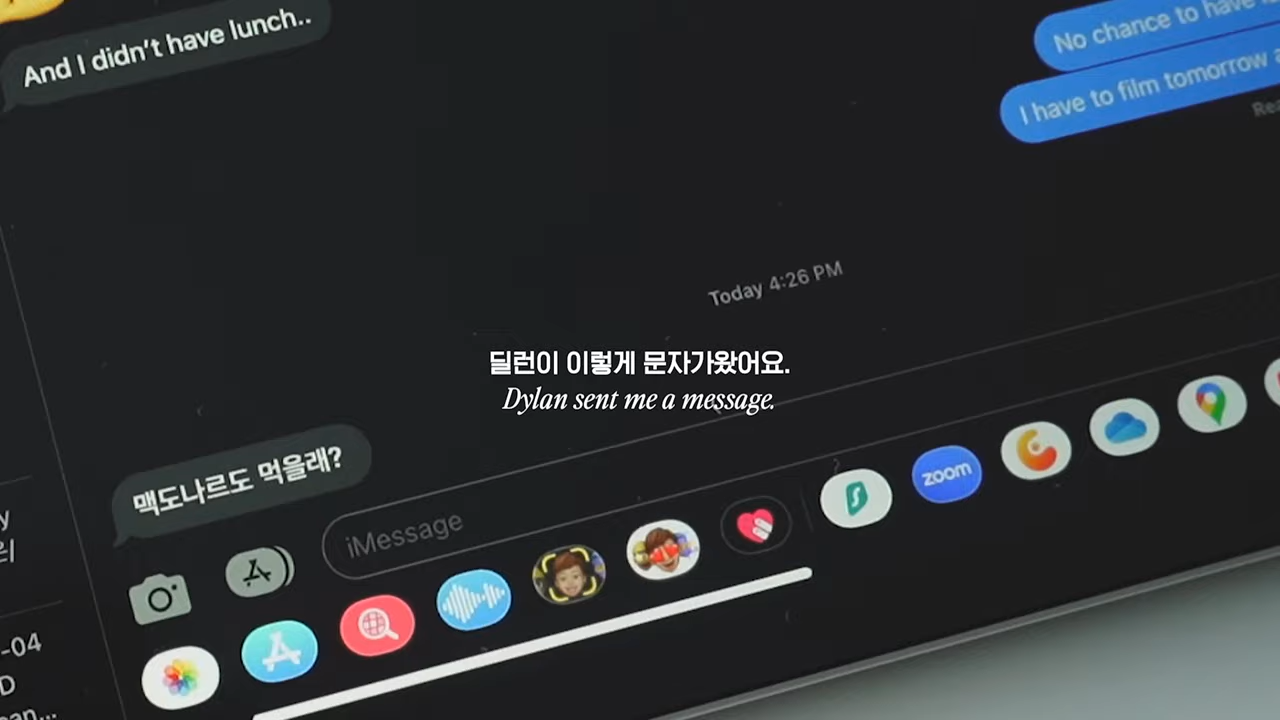 And I didn't have lunch..
No chance to have
I have to film tomorrow
Today 4:26 PM
딜런이 이렇게 문자가왔어요.
Dylan sent me a message.
맥도나르도 먹을래?
iMessage
zoom
-04
D